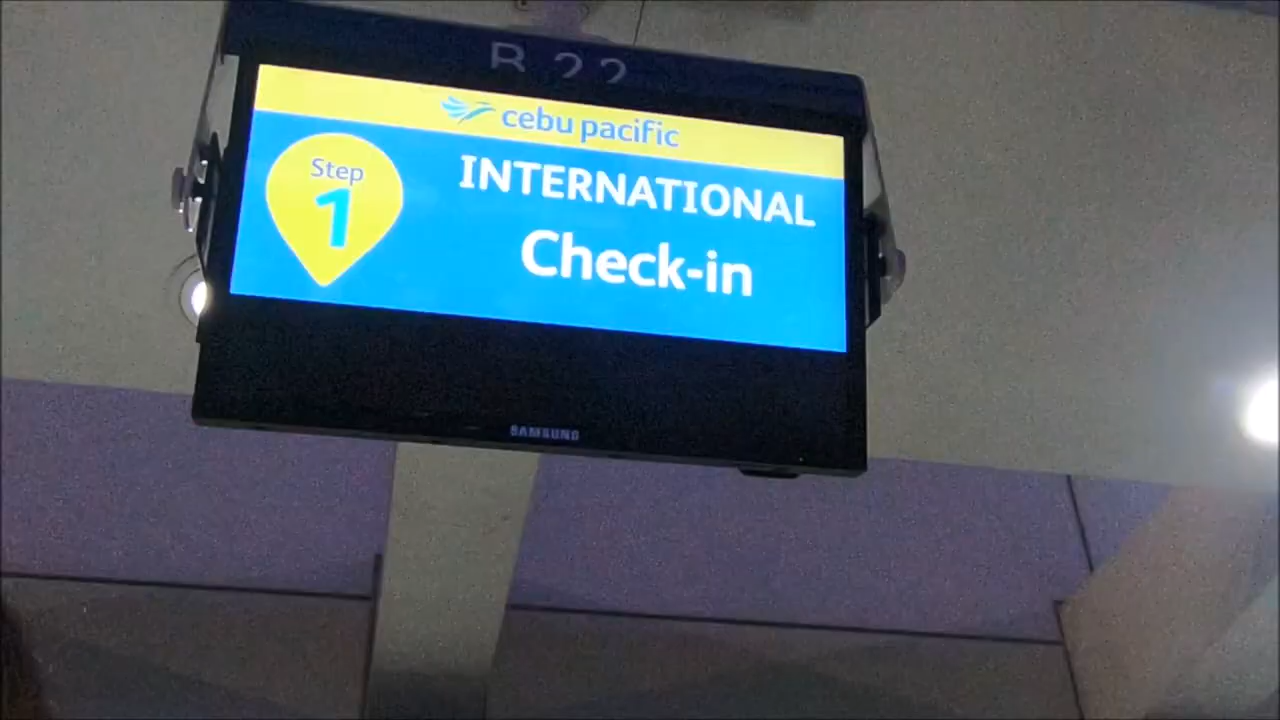 B 22
cebu pacific
Step
1
INTERNATIONAL
Check-in
SAMSUNG